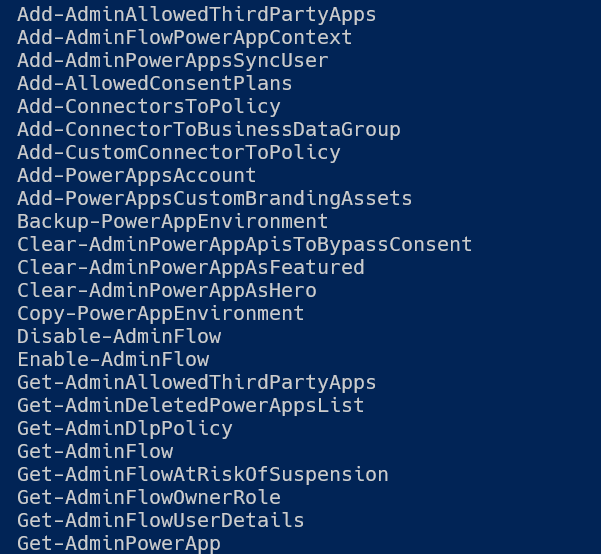 Add-AdminAllowedThirdPartyApps
Add-AdminFlowPowerAppContext
Add-AdminPowerAppsSyncUser
Add-AllowedConsentPlans
Add-ConnectorsToPolicy
Add-ConnectorToBusinessDataGroup
Add-CustomConnectorToPolicy
Add-PowerAppsAccount
Add-PowerAppsCustomBrandingAssets
Backup-PowerAppEnvironment
Clear-AdminPowerAppApisToBypassConsent
Clear-AdminPowerAppAsFeatured
Clear-AdminPowerAppAsHero
Copy-PowerAppEnvironment
Disable-AdminFlow
Enable-AdminFlow
Get-AdminAllowedThirdPartyApps
Get-AdminDeletedPowerAppsList
Get-AdminDlpPolicy
Get-AdminFlow
Get-AdminFlowAtRiskOfSuspension
Get-AdminFlowOwnerRole
Get-AdminFlowUserDetails
Get-AdminPowerApp